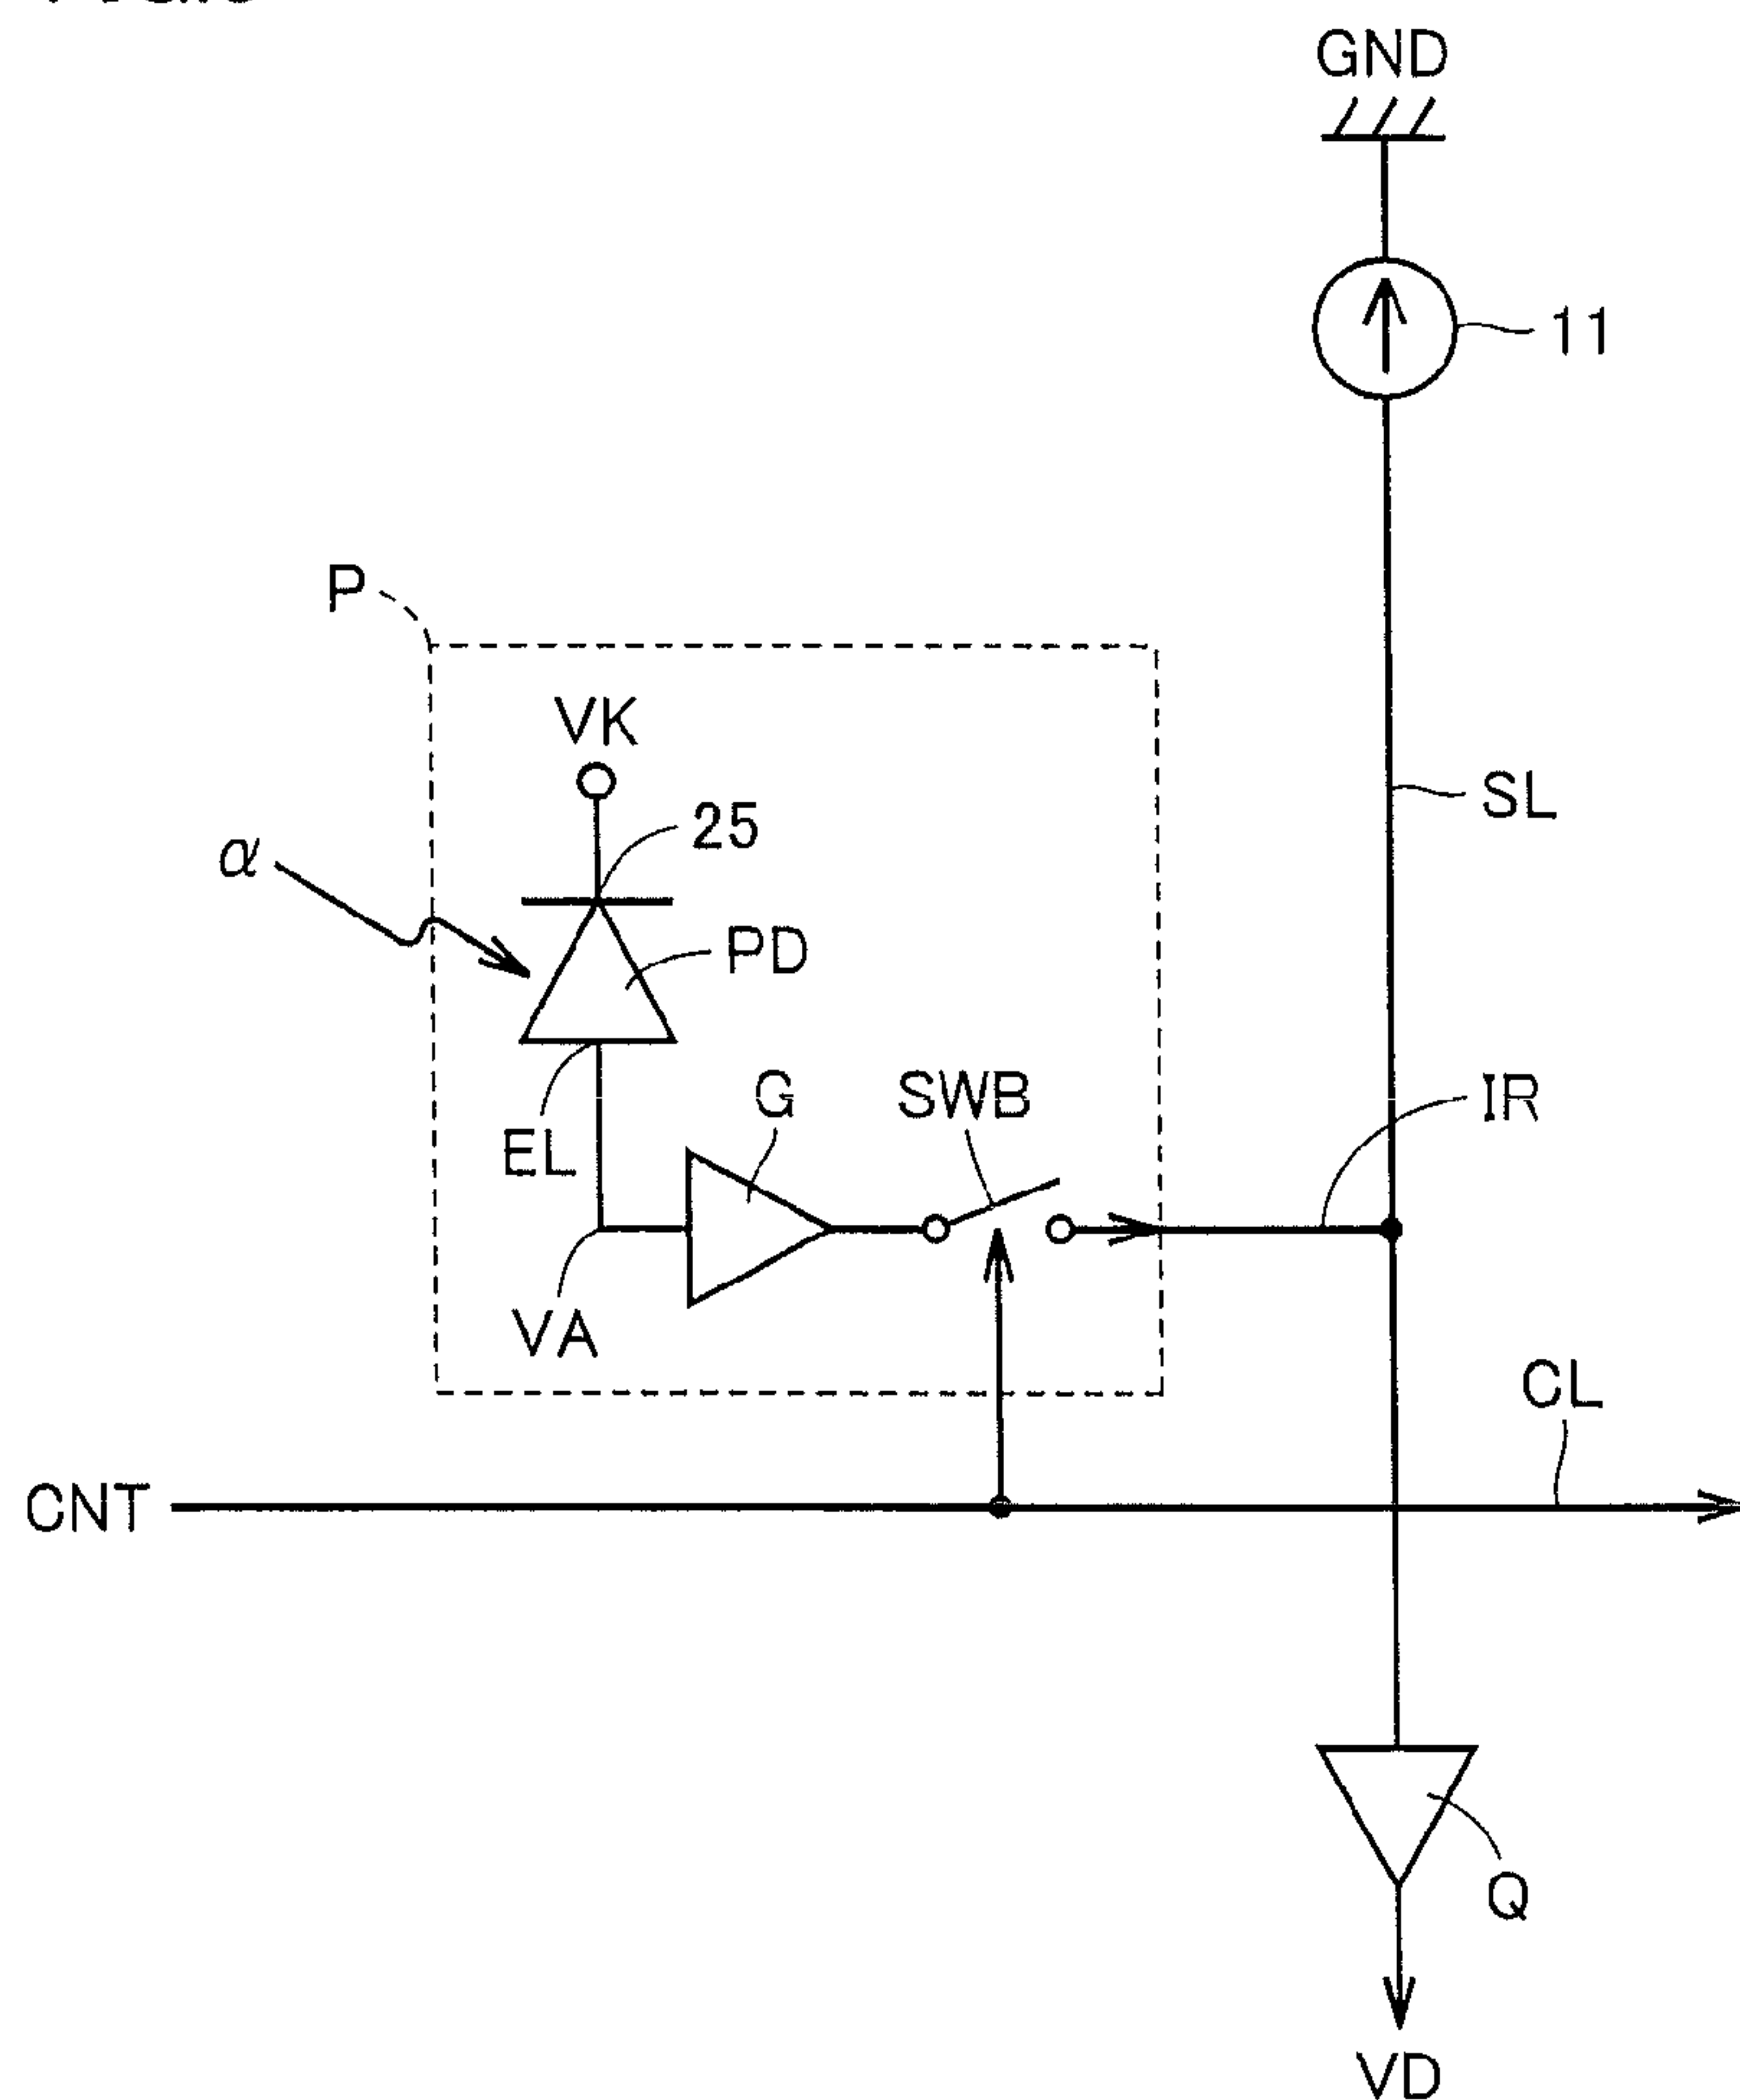 GND
11
P
VK
25
α
SL
PD
G
SWB
IR
EL
VA
CL
CNT
Q
VD